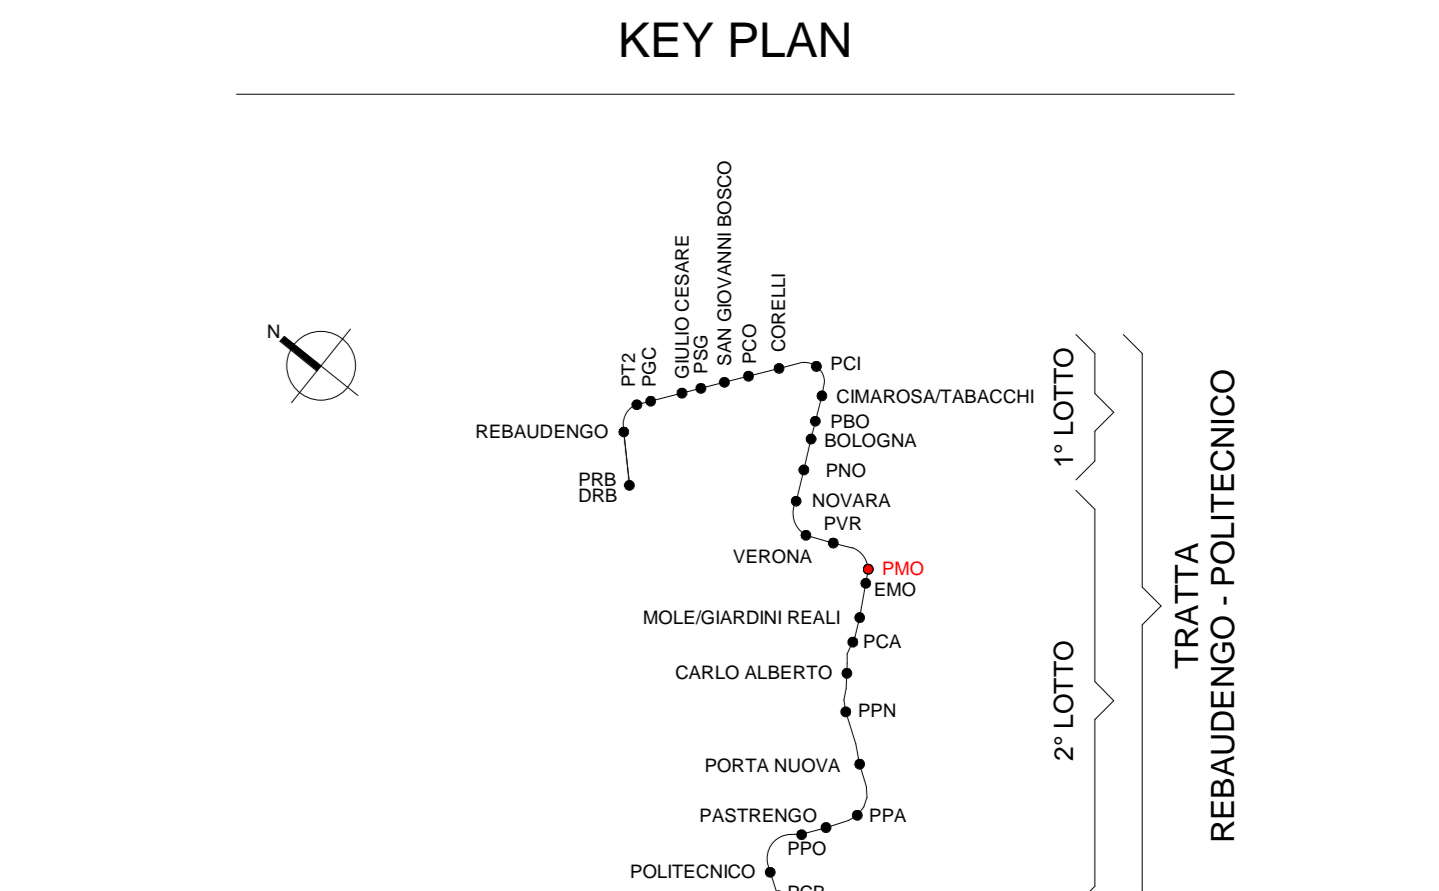 KEY PLAN
N
PT2
PGC
GIULIO CESARE
PSG
SAN GIOVANNI BOSCO
PCO
CORELLI
PCI
CIMAROSA/TABACCHI
PBO
BOLOGNA
REBAUDENGO
PNO
PRB
DRB
NOVARA
PVR
VERONA
PMO
EMO
MOLE/GIARDINI REALI
PCA
CARLO ALBERTO
PPN
PORTA NUOVA
PASTRENGO
PPA
PPO
POLITECNICO
1° LOTTO
2° LOTTO
TRATTA
REBAUDENGO - POLITECNICO